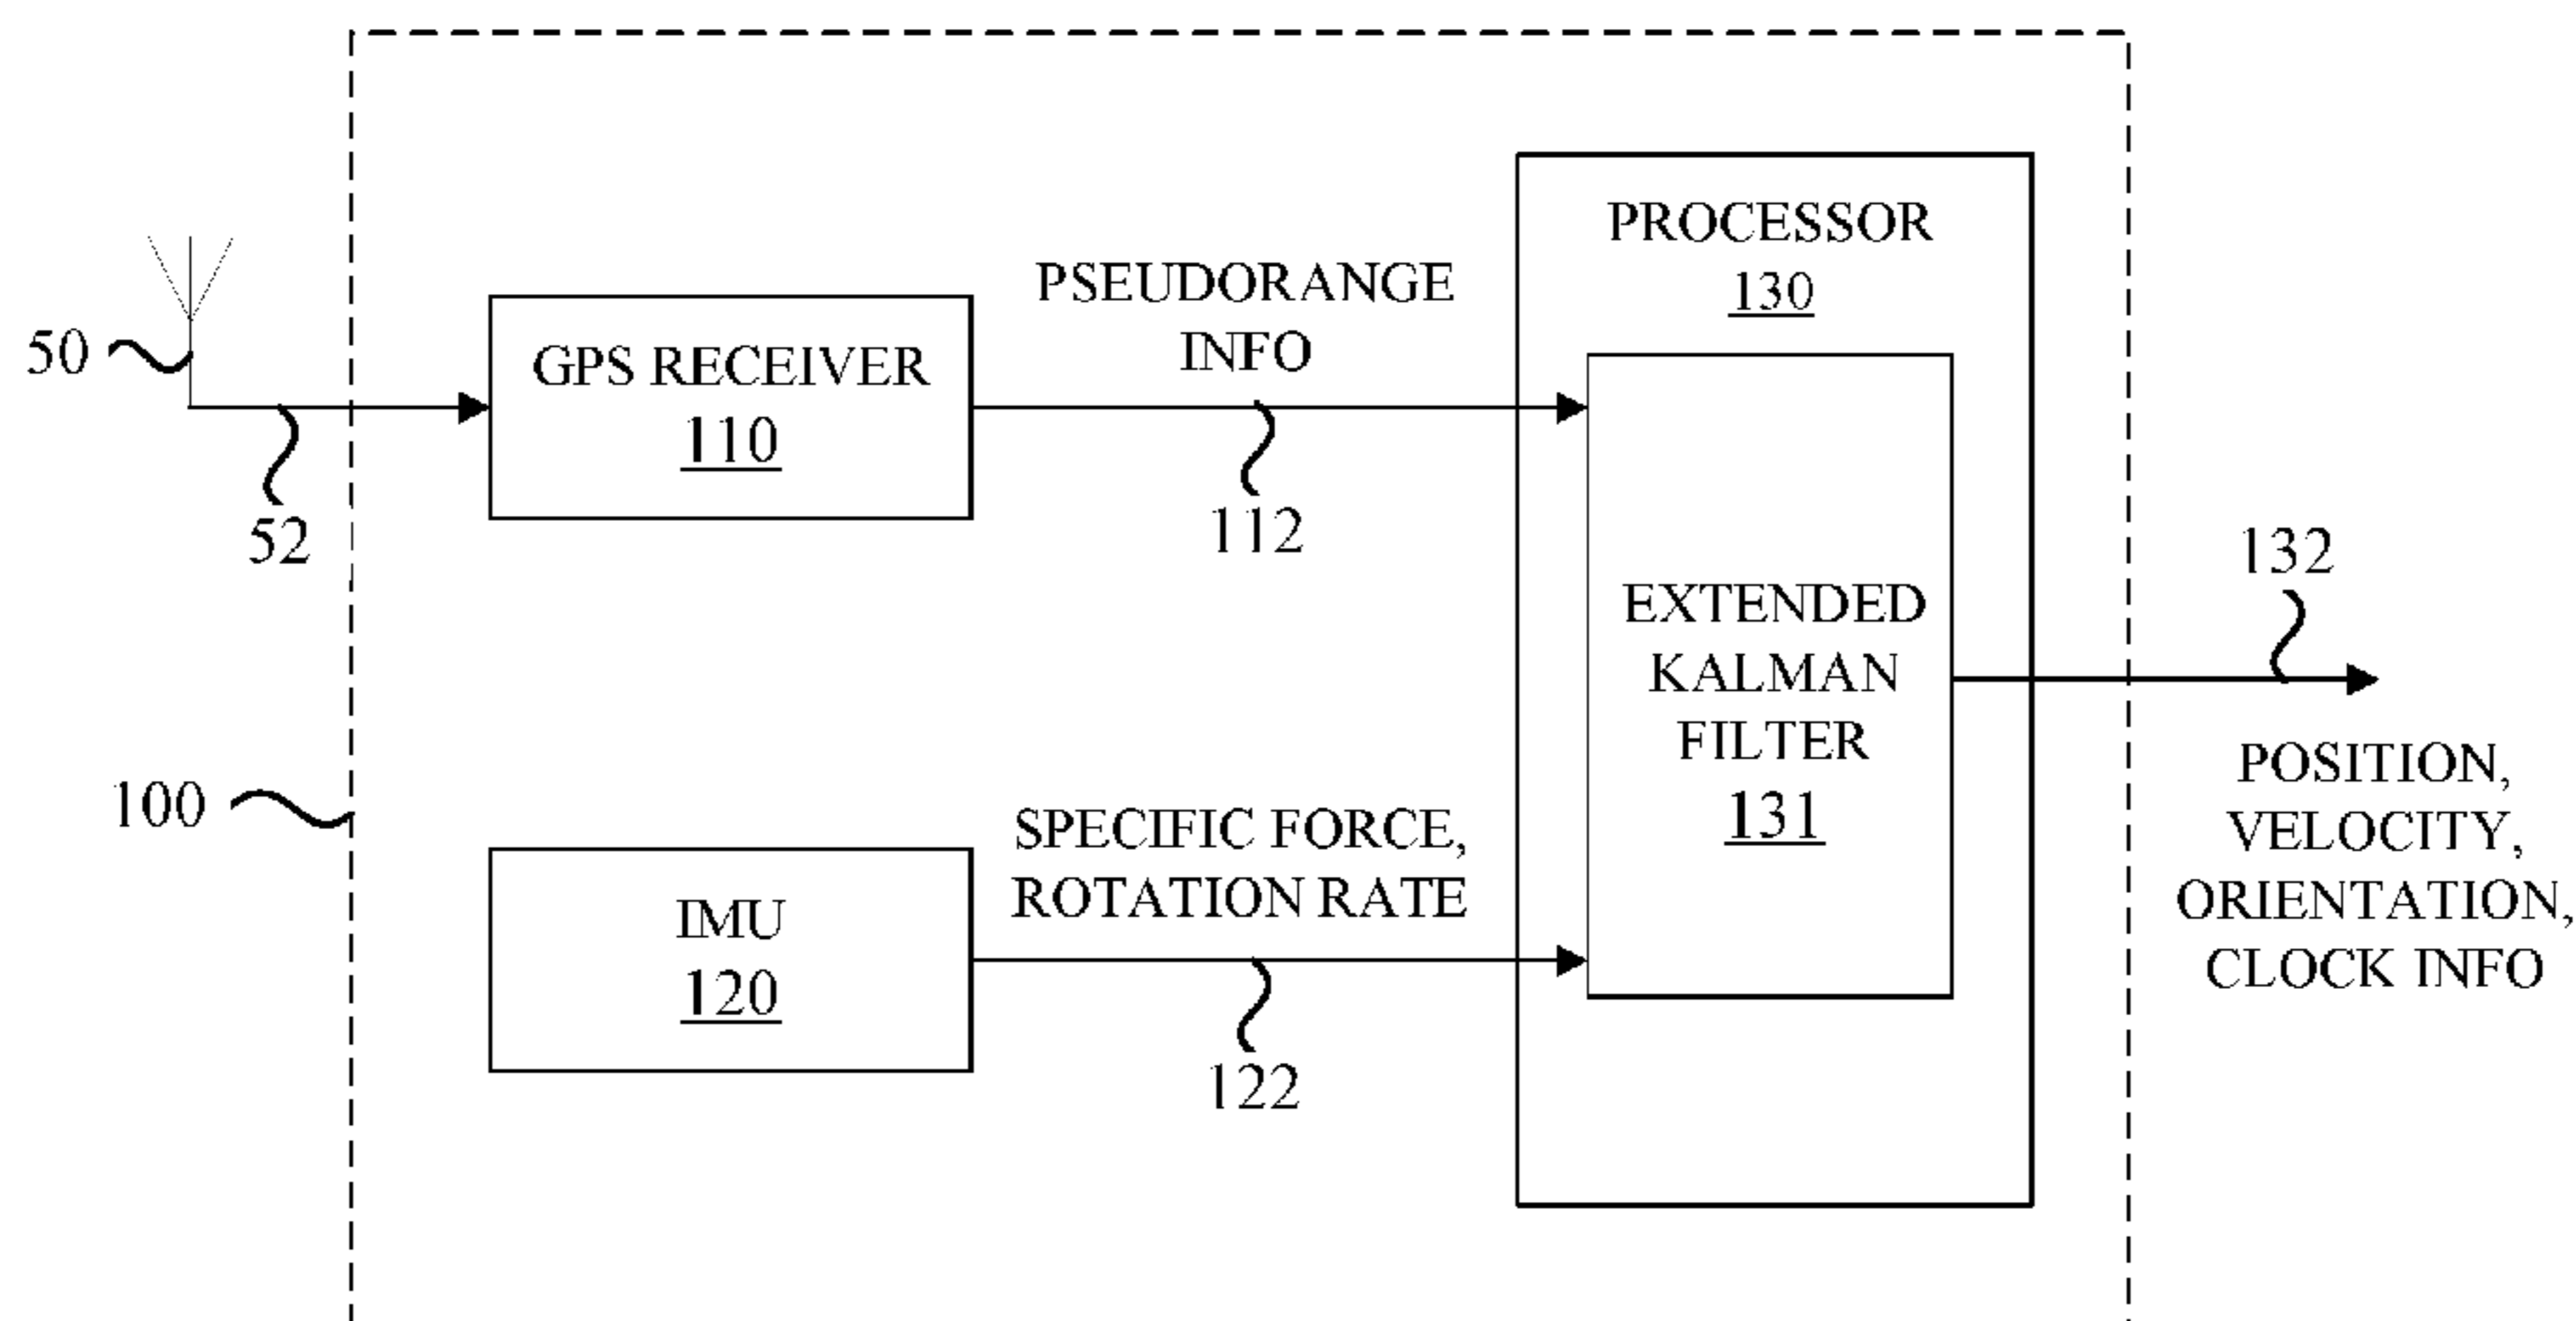 50
52
100
GPS RECEIVER
110
PSEUDORANGE
INFO
112
IMU
120
SPECIFIC FORCE,
ROTATION RATE
122
PROCESSOR
130
EXTENDED
KALMAN
FILTER
131
132
POSITION,
VELOCITY,
ORIENTATION,
CLOCK INFO